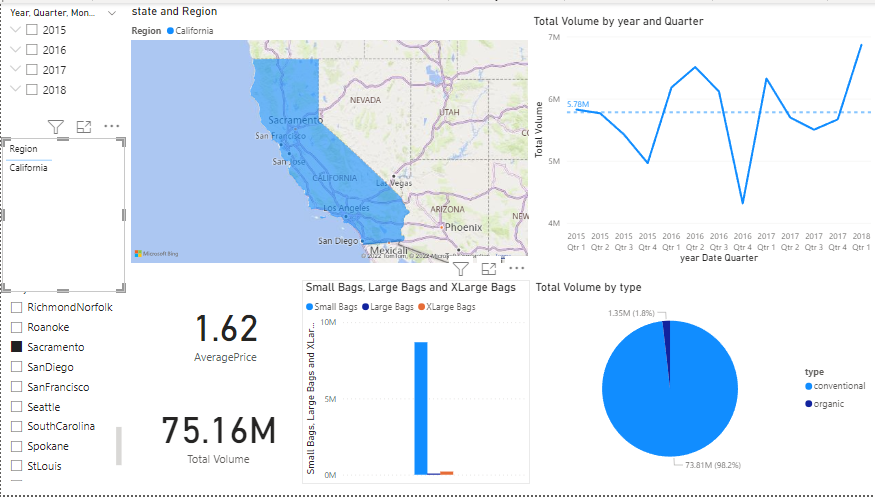 Year, Quarter, Mon...
2015
2016
2017
2018
Region
California
RichmondNorfolk
Roanoke
Sacramento
SanDiego
SanFrancisco
Seattle
SouthCarolina
Spokane
StLouis
state and Region
Region California
NEVADA
UTAH
Sacramento
San Francisco
San Jose
CALIFORNIA
Las Vegas
Los Angeles
ARIZONA
Phoenix
San Diego
Mexicali
Microsoft Bing
© 2022 TomTom, © 2022
1.62
AveragePrice
75.16M
Total Volume
Small Bags, Large Bags and XLarge Bags
Small Bags Large Bags XLarge Bags
Small Bags, Large Bags and XLar...
10M
5M
0M
Total Volume by year and Quarter
Total Volume
7M
6M
5M
4M
5.78M
2015 2015 2015 2015 2016 2016 2016 2016 2017 2017 2017 2017 2018
Qtr 1 Qtr 2 Qtr 3 Qtr 4 Qtr 1 Qtr 2 Qtr 3 Qtr 4 Qtr 1 Qtr 2 Qtr 3 Qtr 4 Qtr 1
year Date Quarter
Total Volume by type
1.35M (1.8%)
73.81M (98.2%)
type
conventional
organic